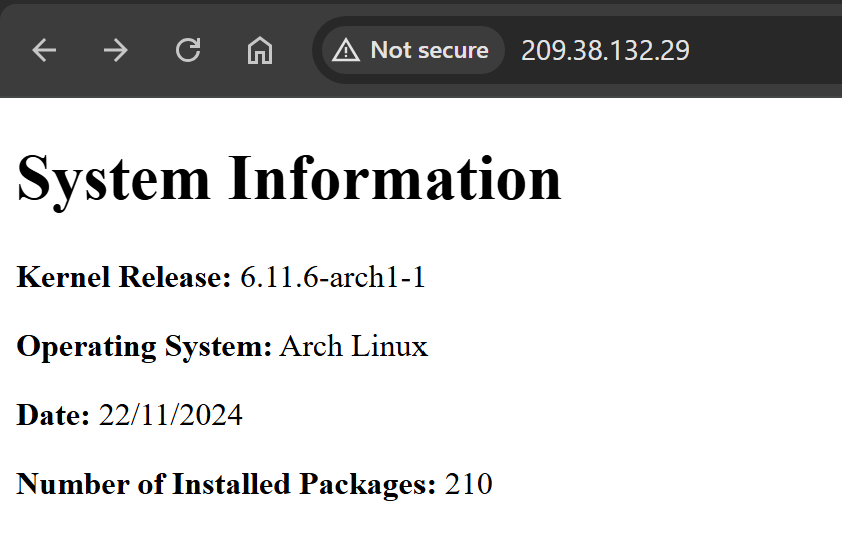 Not secure 209.38.132.29
System Information
Kernel Release: 6.11.6-arch1-1
Operating System: Arch Linux
Date: 22/11/2024
Number of Installed Packages: 210